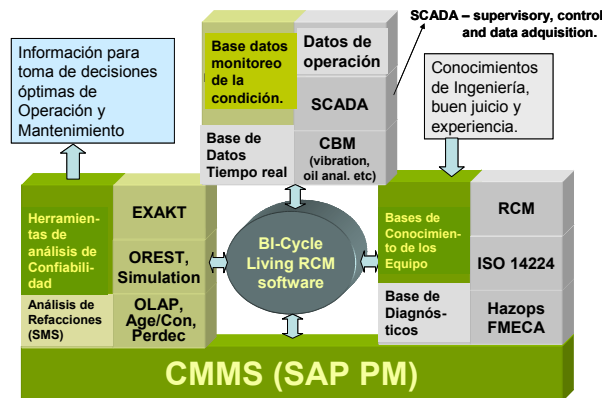 SCADA – supervisory, control
and data adquisition.
Información para
toma de decisiones
óptimas de
Operación y
Mantenimiento
Base datos
monitoreo
de la
condición.
Datos de
operación
SCADA
Base de
Datos
Tiempo real
CBM
(vibration,
oil anal. etc)
Conocimientos
de Ingeniería,
buen juicio y
experiencia.
Herramien-
tas de
análisis de
Confiabili-
dad
EXAKT
OREST,
Simulation
Análisis de
Refacciones
(SMS)
OLAP,
Age/Con,
Perdec
BI-Cycle
Living RCM
software
Bases de
Conocimien
to de los
Equipo
RCM
ISO 14224
Base de
Diagnós-
ticos
Hazops
FMECA
CMMS (SAP PM)